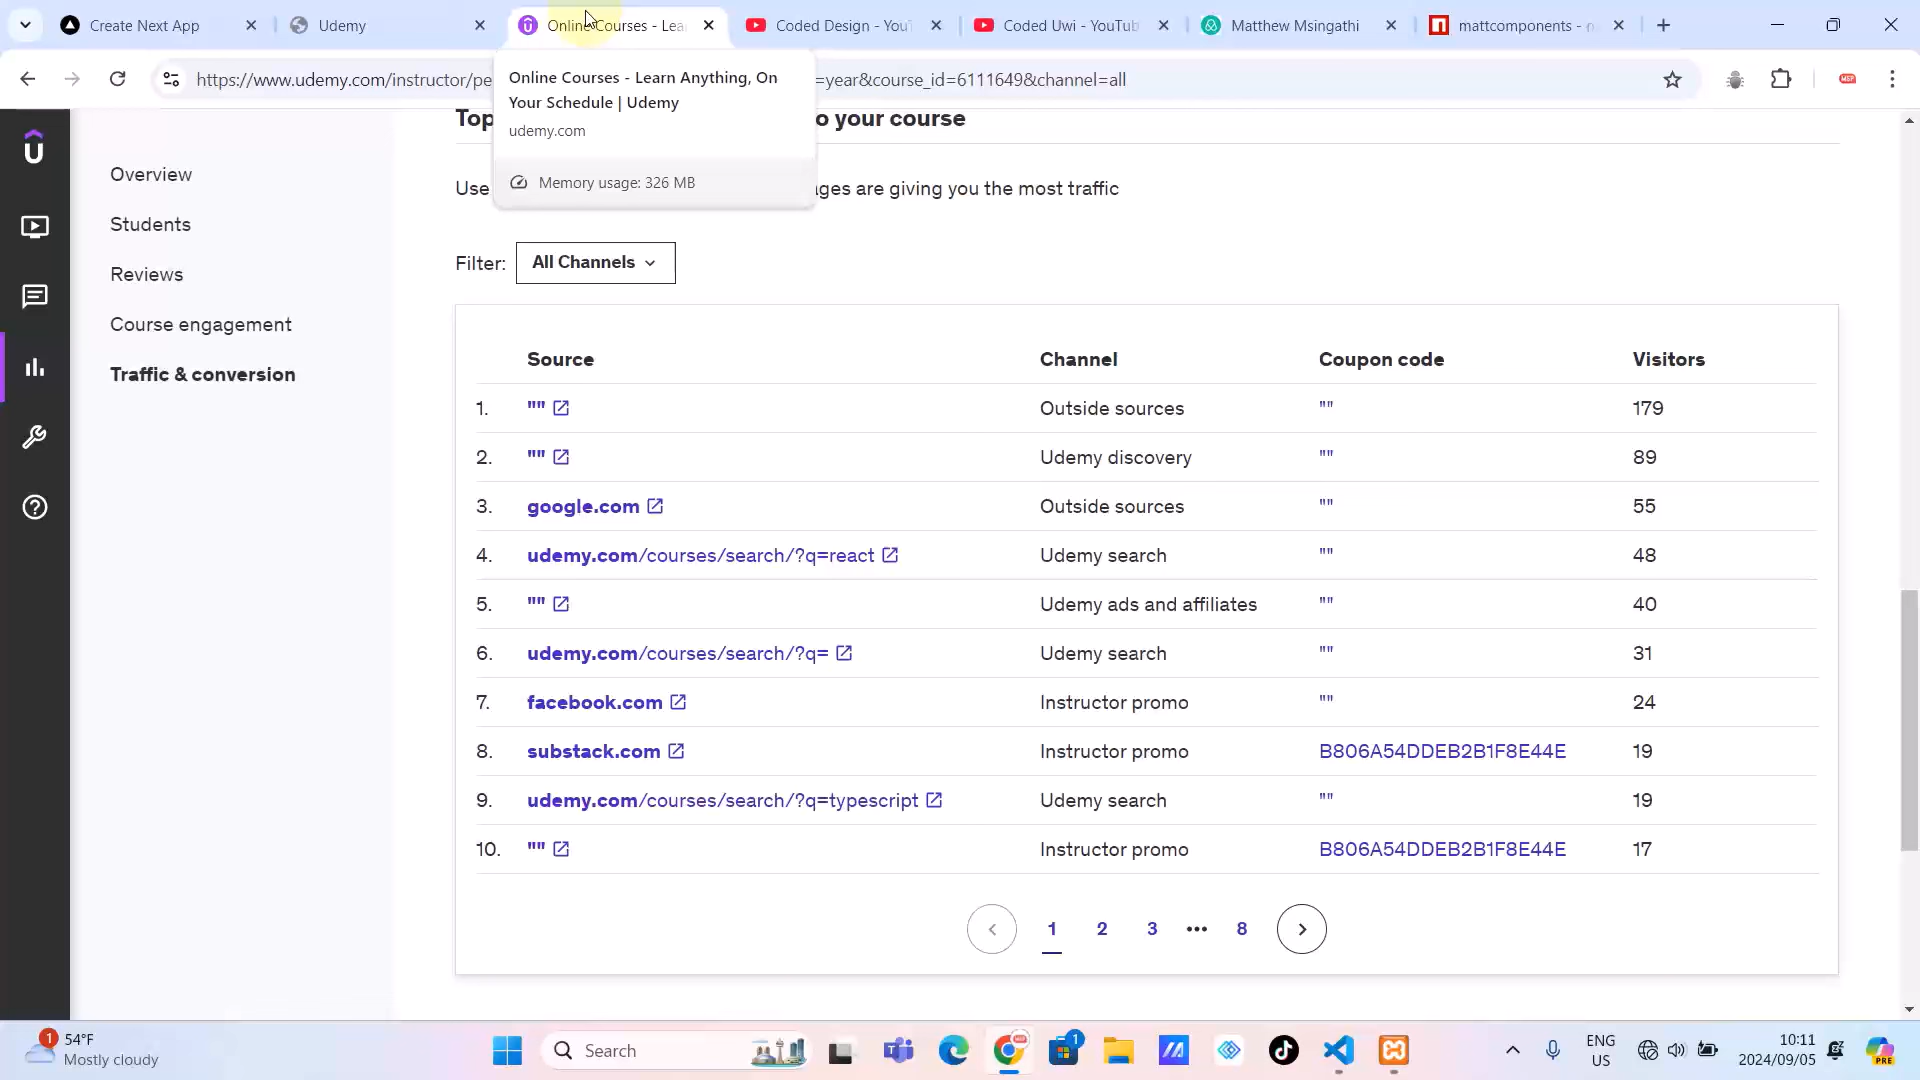 Create Next App
Udemy
Online Courses - Lea
Coded Design - YouT
Coded Uwi - YouTub
Matthew Msingathi
mattcomponents - n
https://www.udemy.com/instructor/pe
=year&course_id=6111649&channel=all
Online Courses - Learn Anything, On
Your Schedule | Udemy
udemy.com
Memory usage: 326 MB
Top
o your course
Use
ages are giving you the most traffic
Overview
Students
Reviews
Course engagement
Traffic & conversion
Filter: All Channels
Source Channel Coupon code Visitors
1. "" Outside sources "" 179
2. "" Udemy discovery "" 89
3. google.com Outside sources "" 55
4. udemy.com/courses/search/?q=react Udemy search "" 48
5. "" Udemy ads and affiliates "" 40
6. udemy.com/courses/search/?q= Udemy search "" 31
7. facebook.com Instructor promo "" 24
8. substack.com Instructor promo B806A54DDEB2B1F8E44E 19
9. udemy.com/courses/search/?q=typescript Udemy search "" 19
10. "" Instructor promo B806A54DDEB2B1F8E44E 17
1 2 3 ••• 8
1
54°F
Mostly cloudy
Search
1
ENG
US
10:11
2024/09/05
PRE